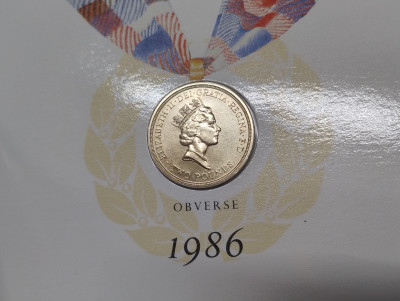 ELIZABETH·II·DEI·GRATIA·REGINA·F·D·
TWO POUNDS
OBVERSE
1986